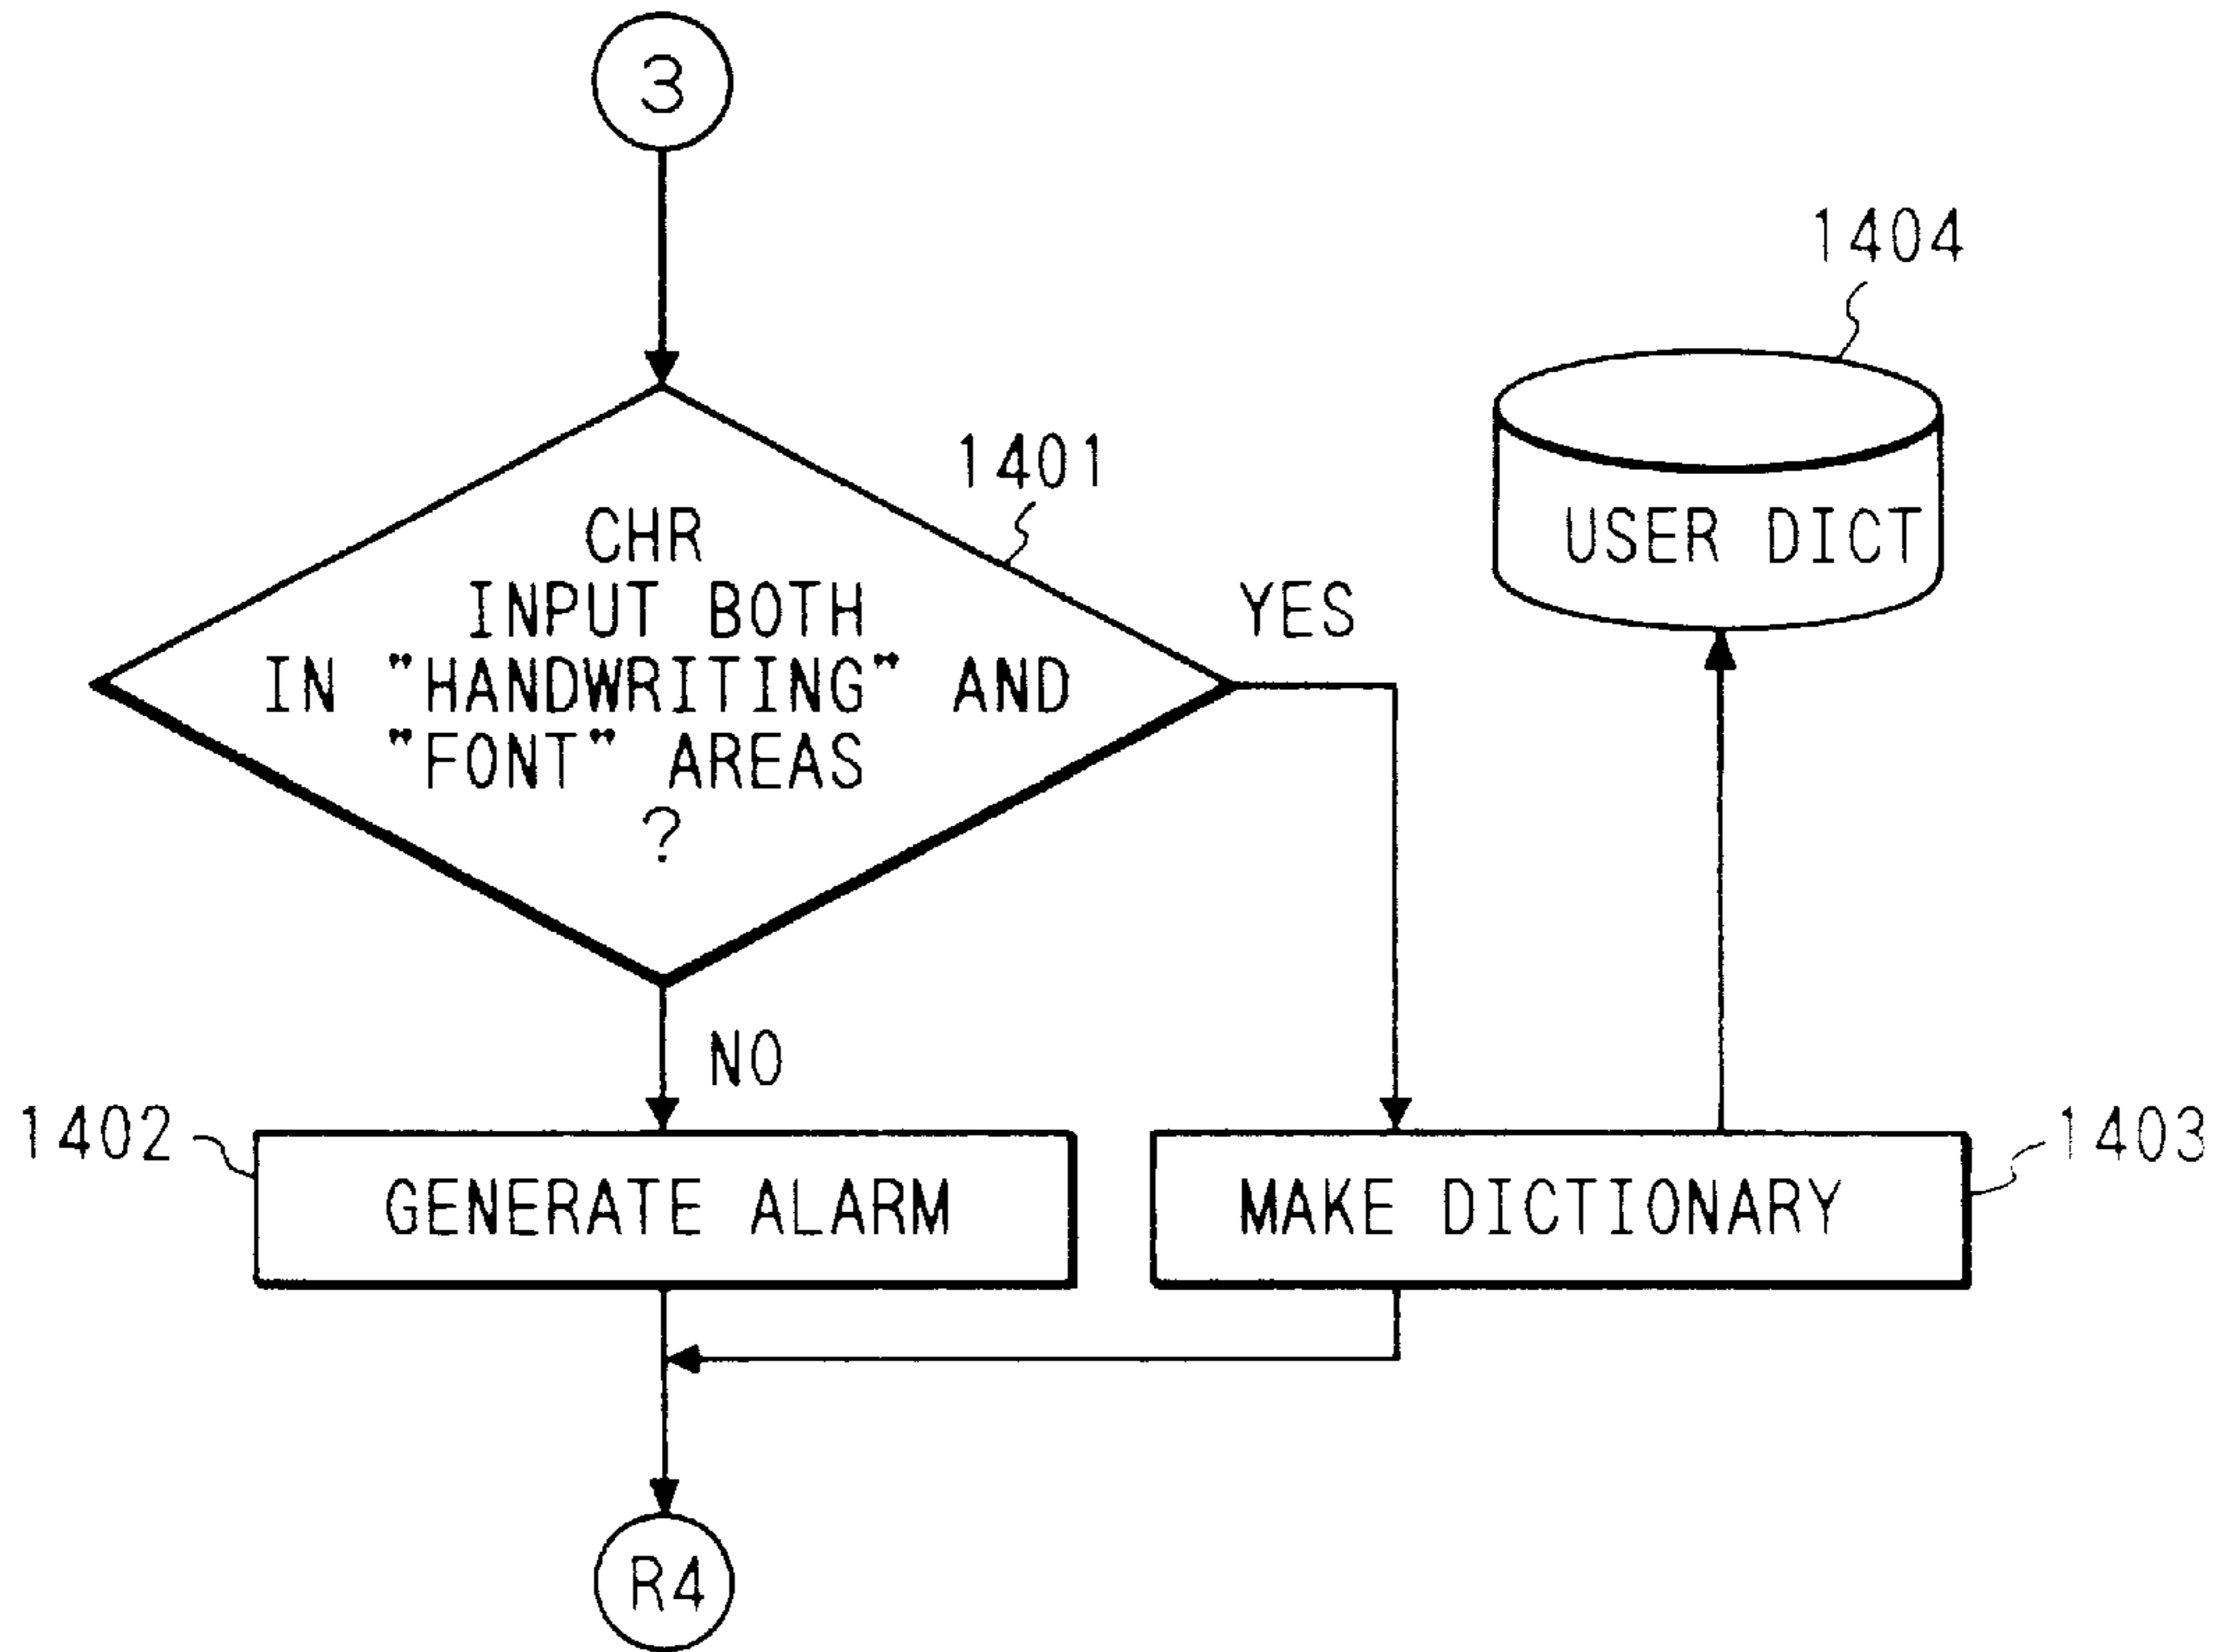 3
1404
1401
CHR
INPUT BOTH
IN "HANDWRITING" AND
"FONT" AREAS
?
YES
USER DICT
NO
1402
GENERATE ALARM
MAKE DICTIONARY
1403
R4